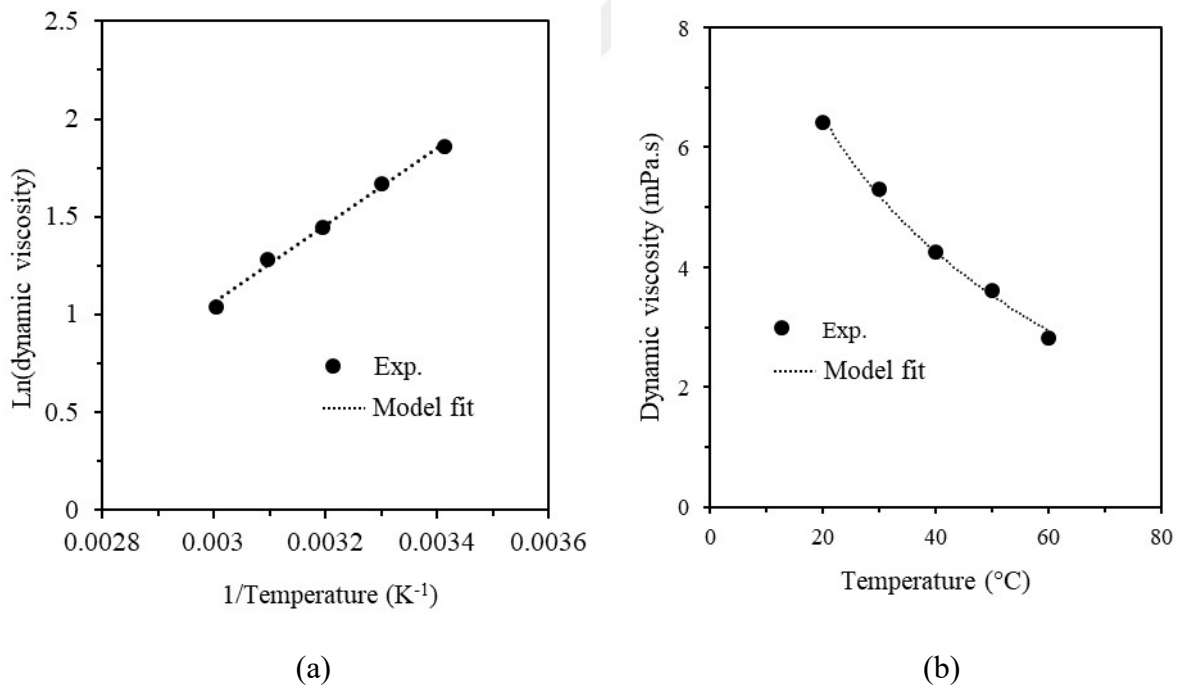 2.5
2
1.5
1
0.5
0
Ln(dynamic viscosity)
Exp.
Model fit
0.0028 0.003 0.0032 0.0034 0.0036
1/Temperature (K-1)
(a)
8
6
4
2
0
Dynamic viscosity (mPa.s)
Exp.
Model fit
0 20 40 60 80
Temperature (°C)
(b)